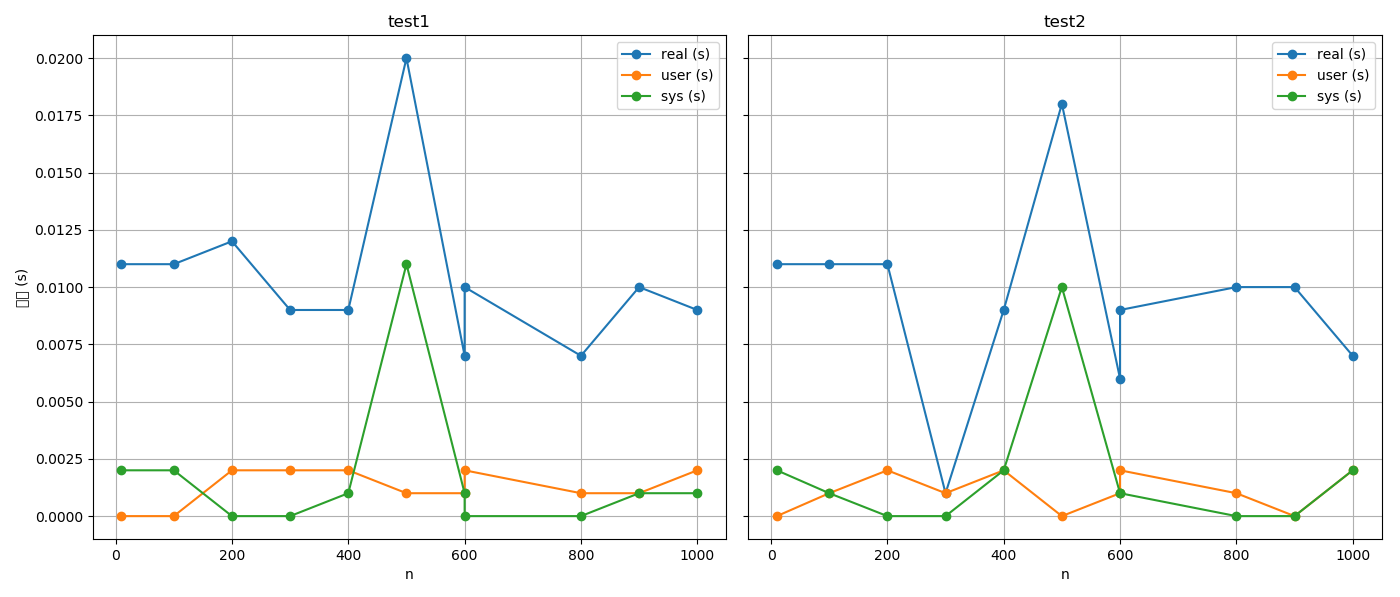 test1
test2
real (s)
user (s)
sys (s)
real (s)
user (s)
sys (s)
0.0200
0.0175
0.0150
0.0125
0.0100
0.0075
0.0050
0.0025
0.0000
(s)
0 200 400 600 800 1000
0 200 400 600 800 1000
n
n